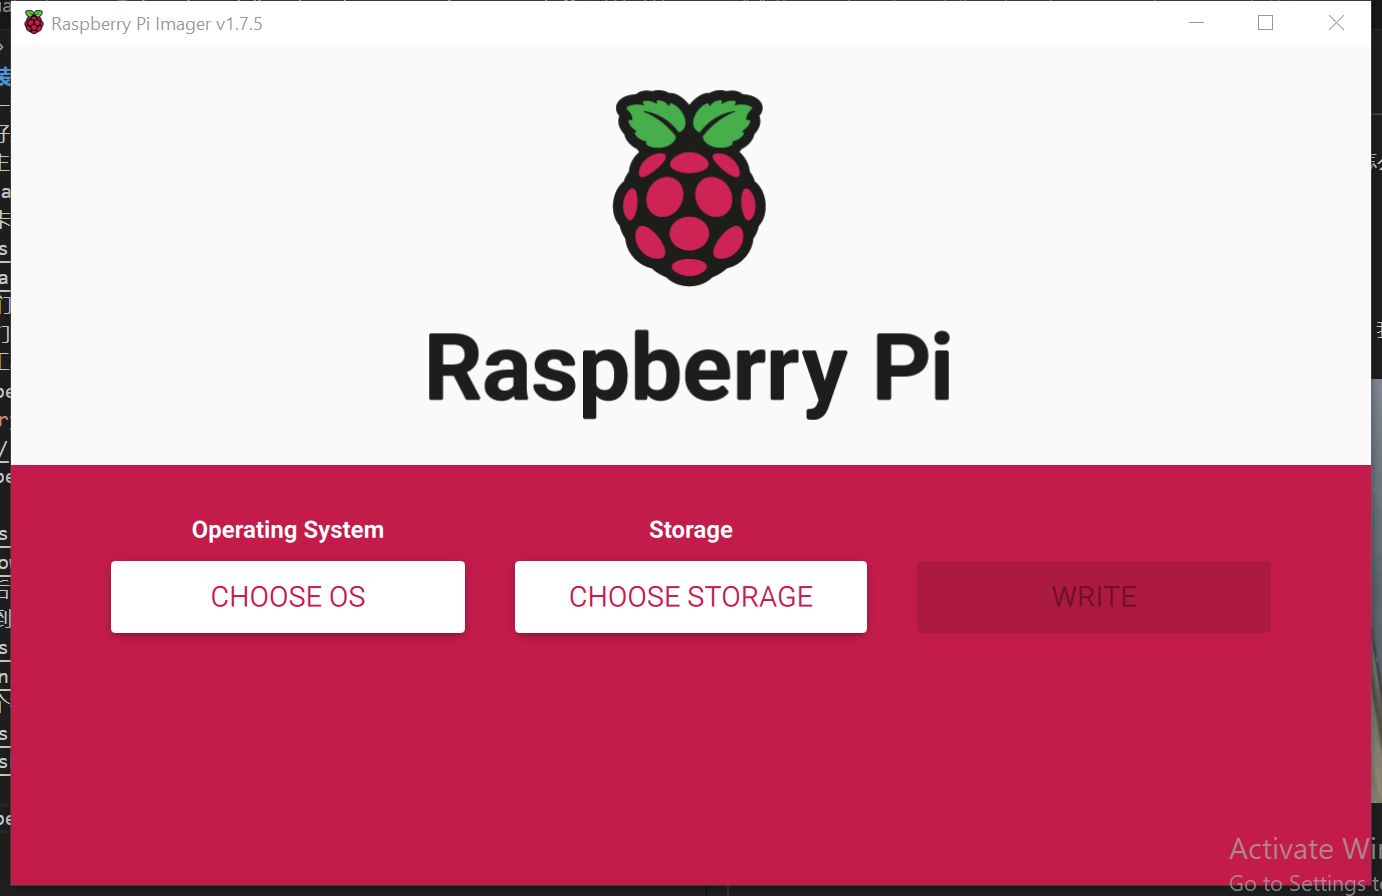 Raspberry Pi Imager v1.7.5
Raspberry Pi
Operating System
Storage
CHOOSE OS
CHOOSE STORAGE
WRITE
Activate
Go to Settings